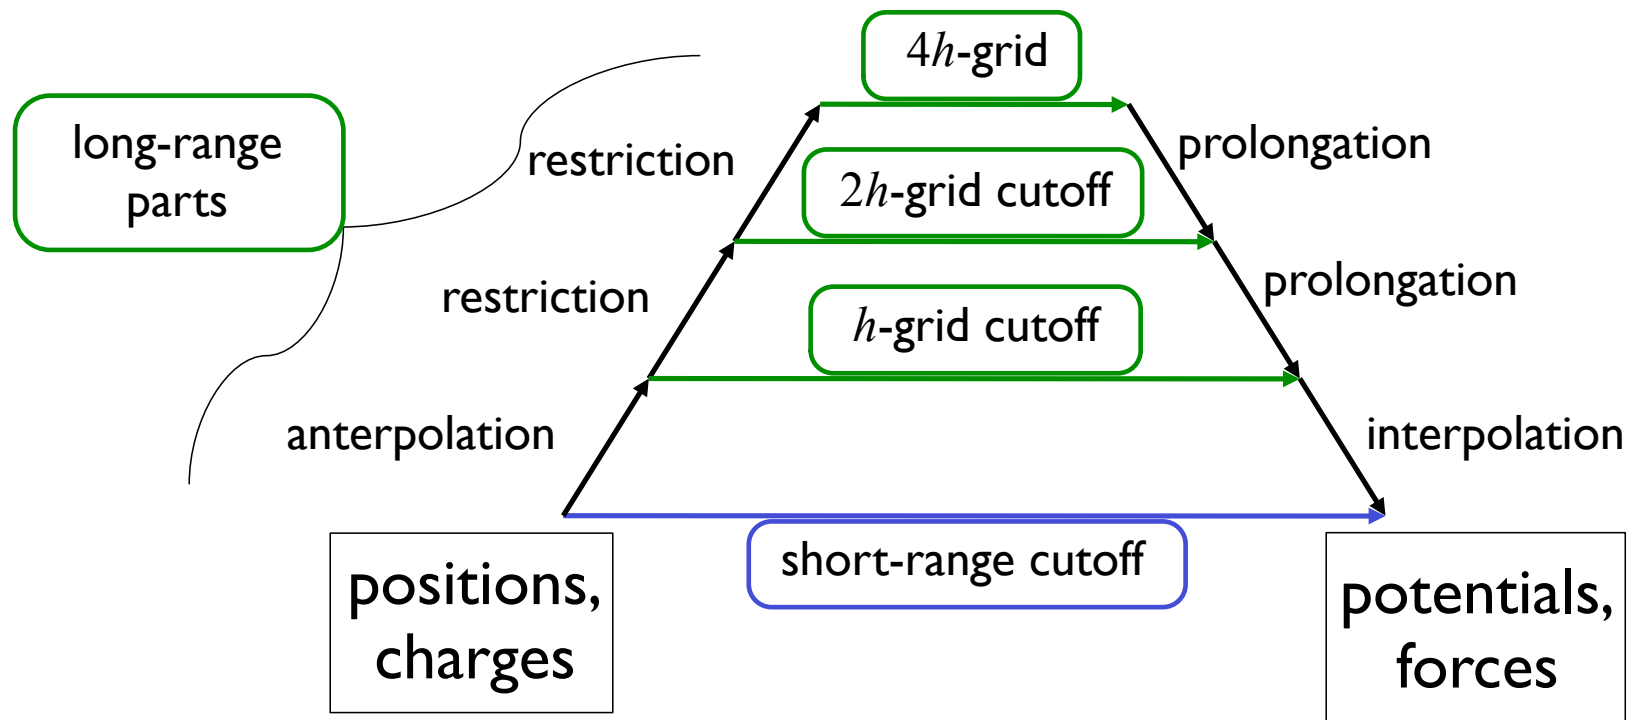 4h-grid
long-range
parts
restriction
prolongation
2h-grid cutoff
restriction
prolongation
h-grid cutoff
anterpolation
interpolation
short-range cutoff
positions,
charges
potentials,
forces